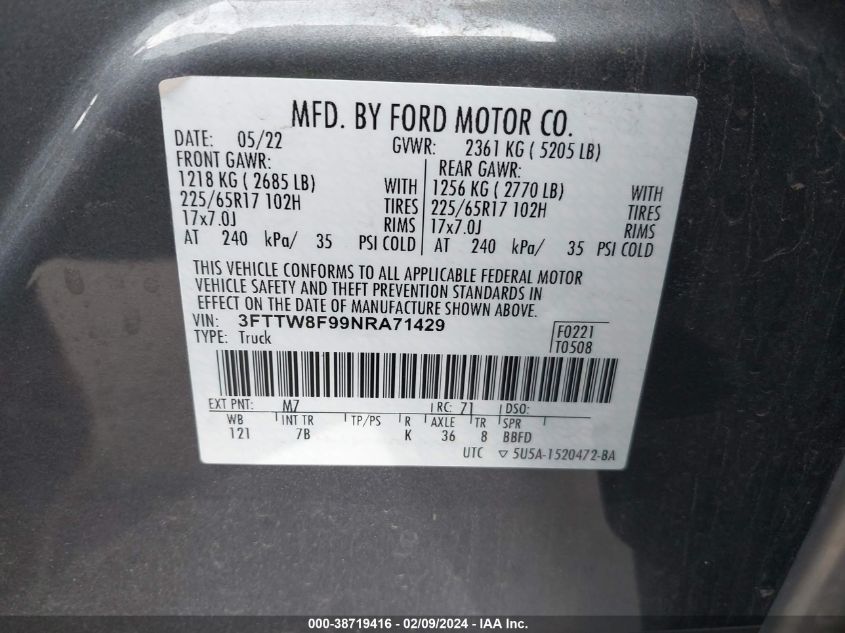 MFD. BY FORD MOTOR CO.
DATE: 05/22 GVWR: 2361 KG ( 5205 LB)
FRONT GAWR: REAR GAWR:
1218 KG ( 2685 LB) WITH 1256 KG ( 2770 LB) WITH
225/65R17 102H TIRES 225/65R17 102H TIRES
17x7.0J RIMS 17x7.0J RIMS
AT 240 kPa/ 35 PSI COLD AT 240 kPa/ 35 PSI COLD
THIS VEHICLE CONFORMS TO ALL APPLICABLE FEDERAL MOTOR
VEHICLE SAFETY AND THEFT PREVENTION STANDARDS IN
EFFECT ON THE DATE OF MANUFACTURE SHOWN ABOVE.
VIN: 3FTTW8F99NRA71429 F0221
TYPE: Truck T0508
EXT PNT: M7 RC: 71 DSO:
WB INT TR TP/PS R AXLE TR SPR
121 7B K 36 8 BBFD
UTC ▽ 5U5A-1520472-BA
000-38719416 - 02/09/2024 - IAA Inc.